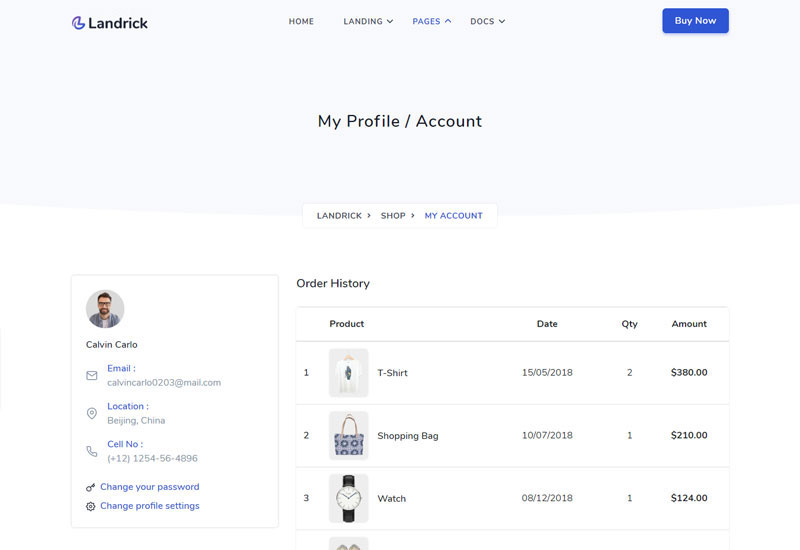 Landrick
HOME LANDING PAGES DOCS
Buy Now
My Profile / Account
LANDRICK > SHOP > MY ACCOUNT
Calvin Carlo
Email :
calvincarlo0203@mail.com
Location :
Beijing, China
Cell No :
(+12) 1254-56-4896
Change your password
Change profile settings
Order History
Product Date Qty Amount
1 T-Shirt 15/05/2018 2 $380.00
2 Shopping Bag 10/07/2018 1 $210.00
3 Watch 08/12/2018 1 $124.00